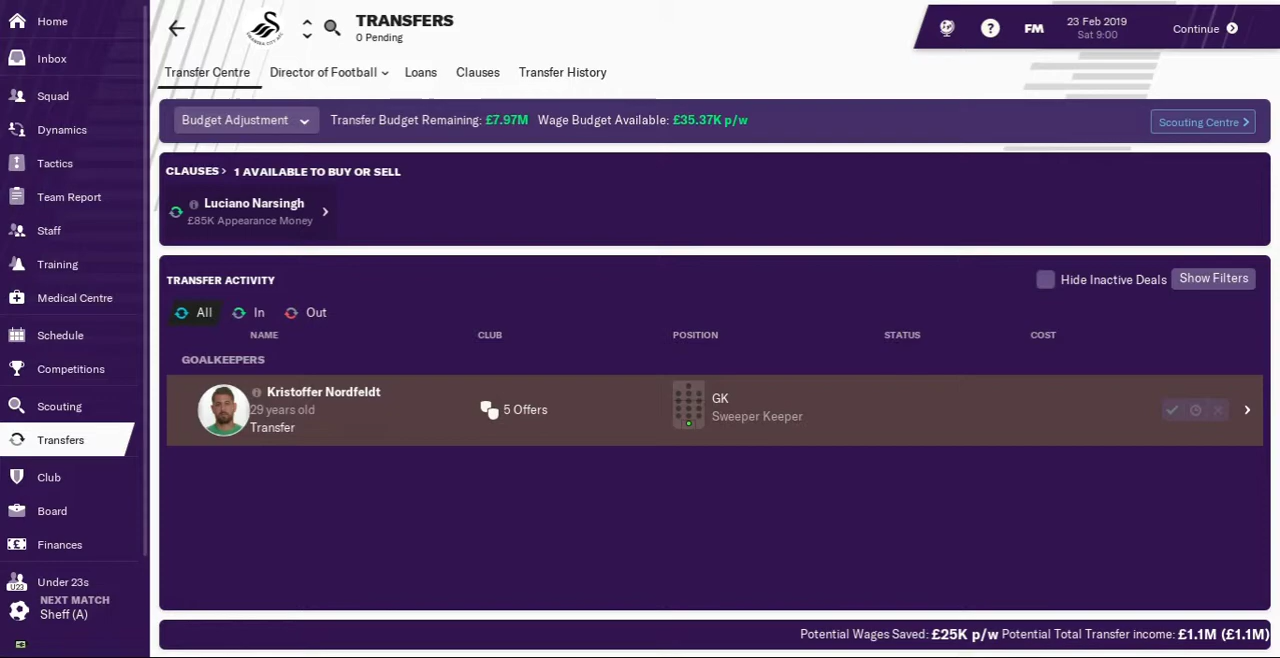 Home
Inbox
Squad
Dynamics
Tactics
Team Report
Staff
Training
Medical Centre
Schedule
Competitions
Scouting
Transfers
Club
Board
Finances
U23 Under 23s
NEXT MATCH
Sheff (A)
TRANSFERS
0 Pending
FM
23 Feb 2019
Sat 9:00
Continue
Transfer Centre Director of Football Loans Clauses Transfer History
Budget Adjustment Transfer Budget Remaining: £7.97M Wage Budget Available: £35.37K p/w Scouting Centre
CLAUSES 1 AVAILABLE TO BUY OR SELL
Luciano Narsingh
£85K Appearance Money
TRANSFER ACTIVITY Hide Inactive Deals Show Filters
All In Out
NAME CLUB POSITION STATUS COST
GOALKEEPERS
Kristoffer Nordfeldt
29 years old
Transfer
5 Offers
GK
Sweeper Keeper
Potential Wages Saved: £25K p/w Potential Total Transfer income: £1.1M (£1.1M)